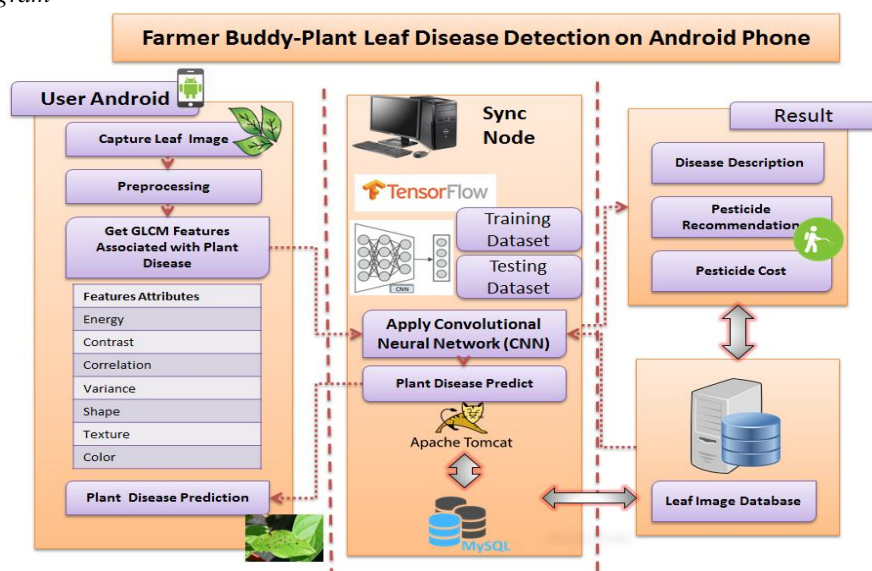 Farmer Buddy-Plant Leaf Disease Detection on Android Phone
User Android
Capture Leaf Image
Preprocessing
Get GLCM Features
Associated with Plant
Disease
Features Attributes
Energy
Contrast
Correlation
Variance
Shape
Texture
Color
Plant Disease Prediction
Sync
Node
TensorFlow
CNN
Training
Dataset
Testing
Dataset
Apply Convolutional
Neural Network (CNN)
Plant Disease Predict
Apache Tomcat
MySQL
Result
Disease Description
Pesticide
Recommendation
Pesticide Cost
Leaf Image Database